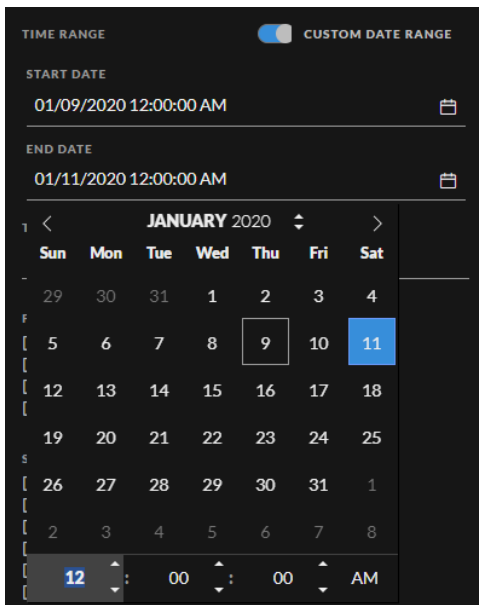 TIME RANGE CUSTOM DATE RANGE
START DATE
01/09/2020 12:00:00 AM
END DATE
01/11/2020 12:00:00 AM
JANUARY 2020
Sun Mon Tue Wed Thu Fri Sat
29 30 31 1 2 3 4
5 6 7 8 9 10 11
12 13 14 15 16 17 18
19 20 21 22 23 24 25
26 27 28 29 30 31 1
2 3 4 5 6 7 8
12 : 00 : 00 AM